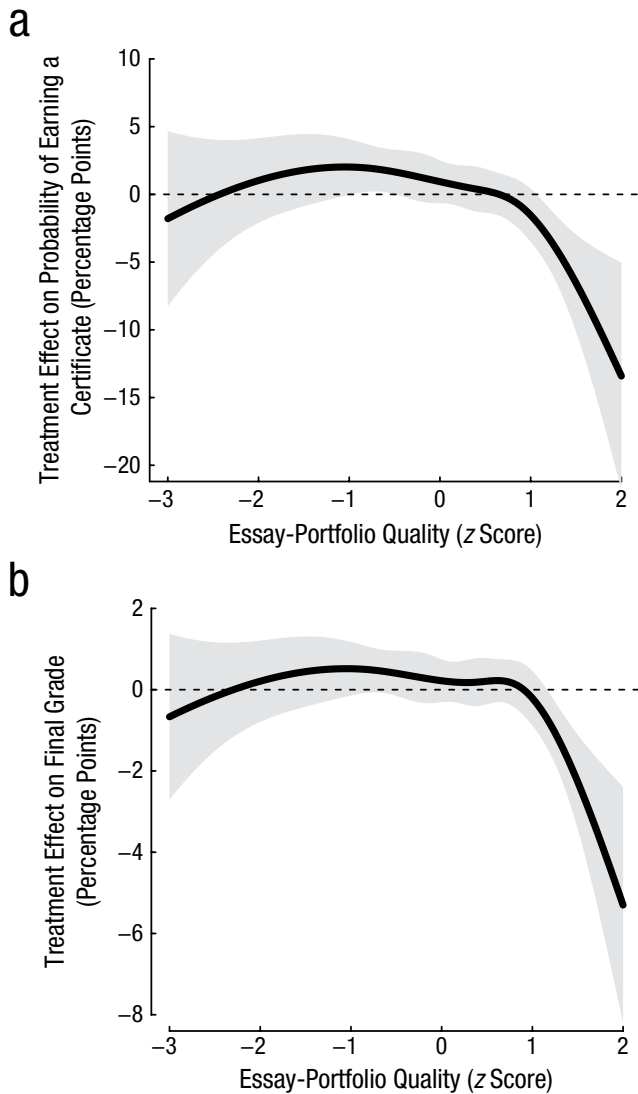 a
Treatment Effect on Probability of Earning a
Certificate (Percentage Points)
10
5
0
−5
−10
−15
−20
−3 −2 −1 0 1 2
Essay-Portfolio Quality (z Score)
b
Treatment Effect on Final Grade
(Percentage Points)
2
0
−2
−4
−6
−8
−3 −2 −1 0 1 2
Essay-Portfolio Quality (z Score)